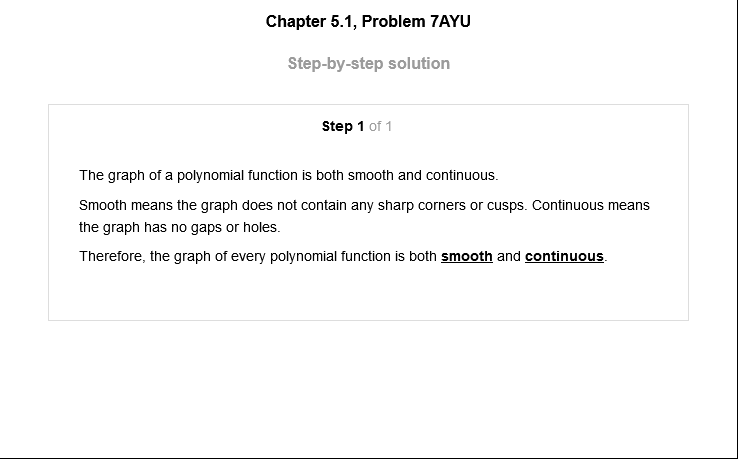 Chapter 5.1, Problem 7AYU
Step-by-step solution
Step 1 of 1
The graph of a polynomial function is both smooth and continuous.
Smooth means the graph does not contain any sharp corners or cusps. Continuous means
the graph has no gaps or holes.
Therefore, the graph of every polynomial function is both smooth and continuous.